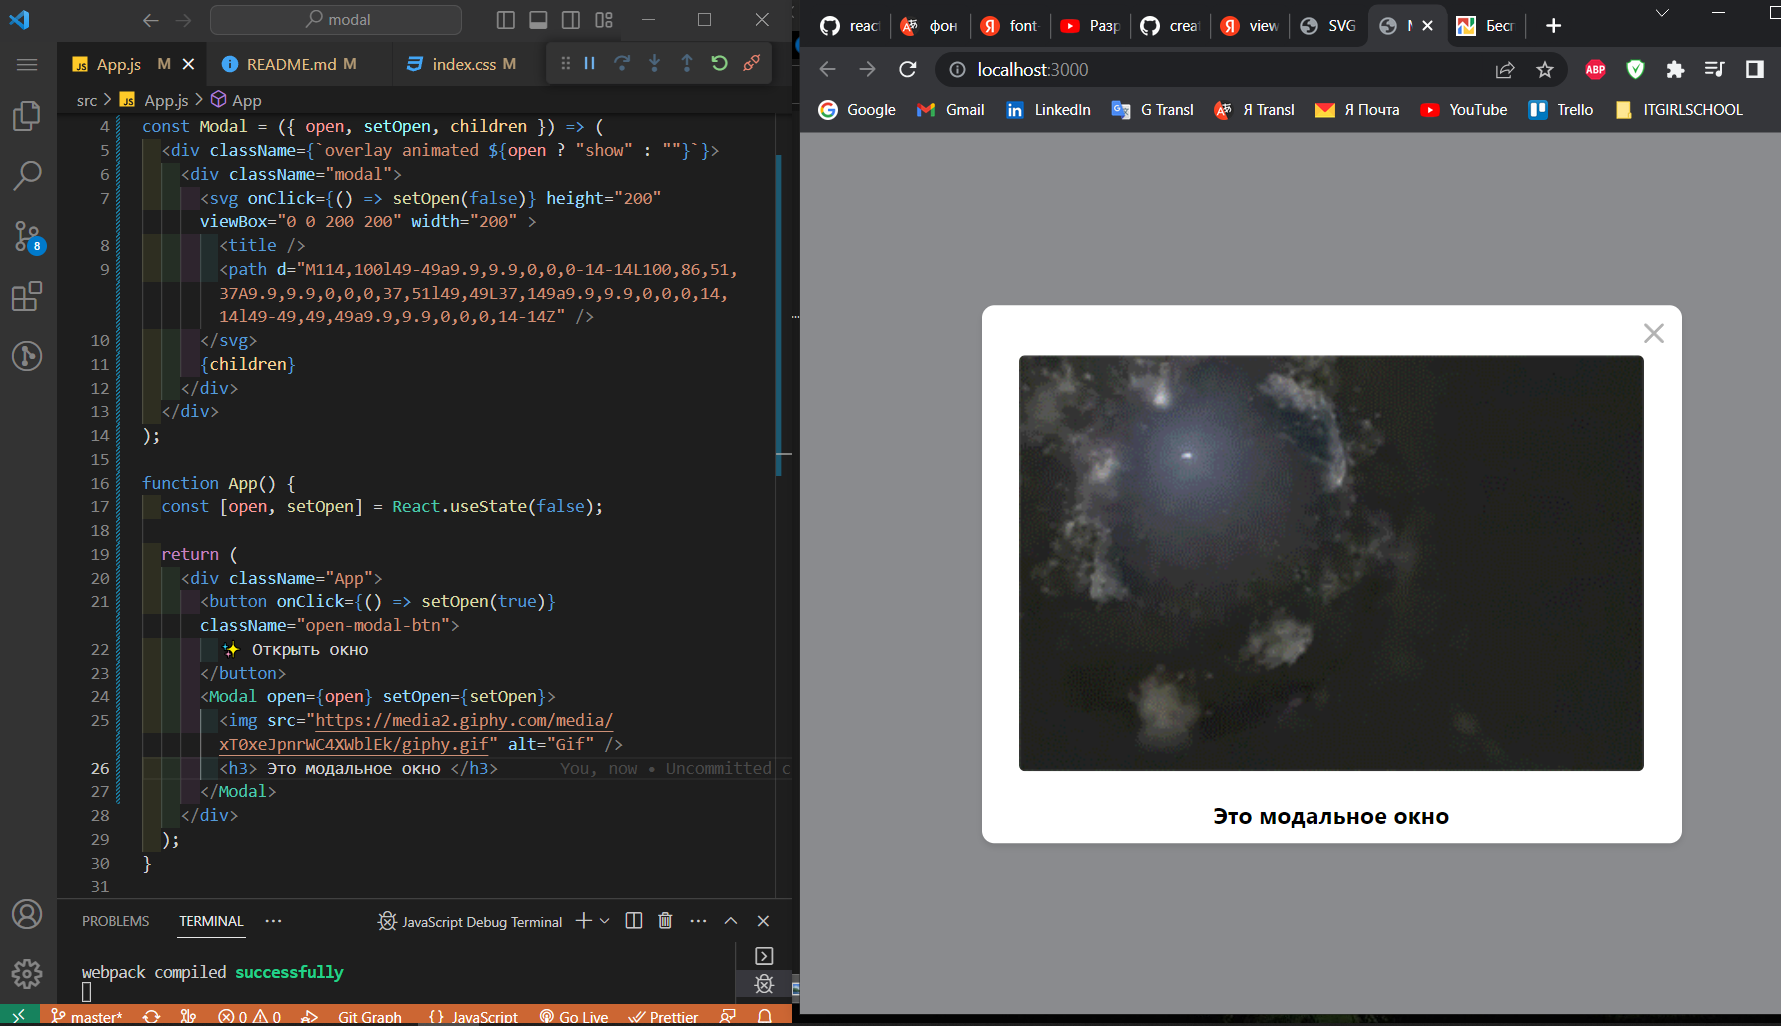 modal
App.js M
README.md M
index.css M
src > JS App.js > App
4 const Modal = ({ open, setOpen, children }) => (
5 <div className={`overlay animated ${open ? "show" : ""}`}>
6 <div className="modal">
7 <svg onClick={() => setOpen(false)} height="200"
viewBox="0 0 200 200" width="200" >
8 <title />
9 <path d="M114,100l49-49a9.9,9.9,0,0,0-14-14L100,86,51,
37A9.9,9.9,0,0,0,37,51l49,49L37,149a9.9,9.9,0,0,0,14,
14l49-49,49,49a9.9,9.9,0,0,0,14-14Z" />
10 </svg>
11 {children}
12 </div>
13 </div>
14 );
15
16 function App() {
17 const [open, setOpen] = React.useState(false);
18
19 return (
20 <div className="App">
21 <button onClick={() => setOpen(true)}
className="open-modal-btn">
22 ✨ Открыть окно
23 </button>
24 <Modal open={open} setOpen={setOpen}>
25 <img src="https://media2.giphy.com/media/
xT0xeJpnrWC4XWblEk/giphy.gif" alt="Gif" />
26 <h3> Это модальное окно </h3> You, now • Uncommitted c
27 </Modal>
28 </div>
29 );
30 }
31
PROBLEMS TERMINAL ··· JavaScript Debug Terminal
webpack compiled successfully
8
master* 0 0 Git Graph {} JavaScript Go Live Prettier
reac фон font- Разр crea view SVG Бесп
localhost:3000
ABP
Google Gmail LinkedIn G Transl Я Transl Я Почта YouTube Trello ITGIRLSCHOOL
Это модальное окно